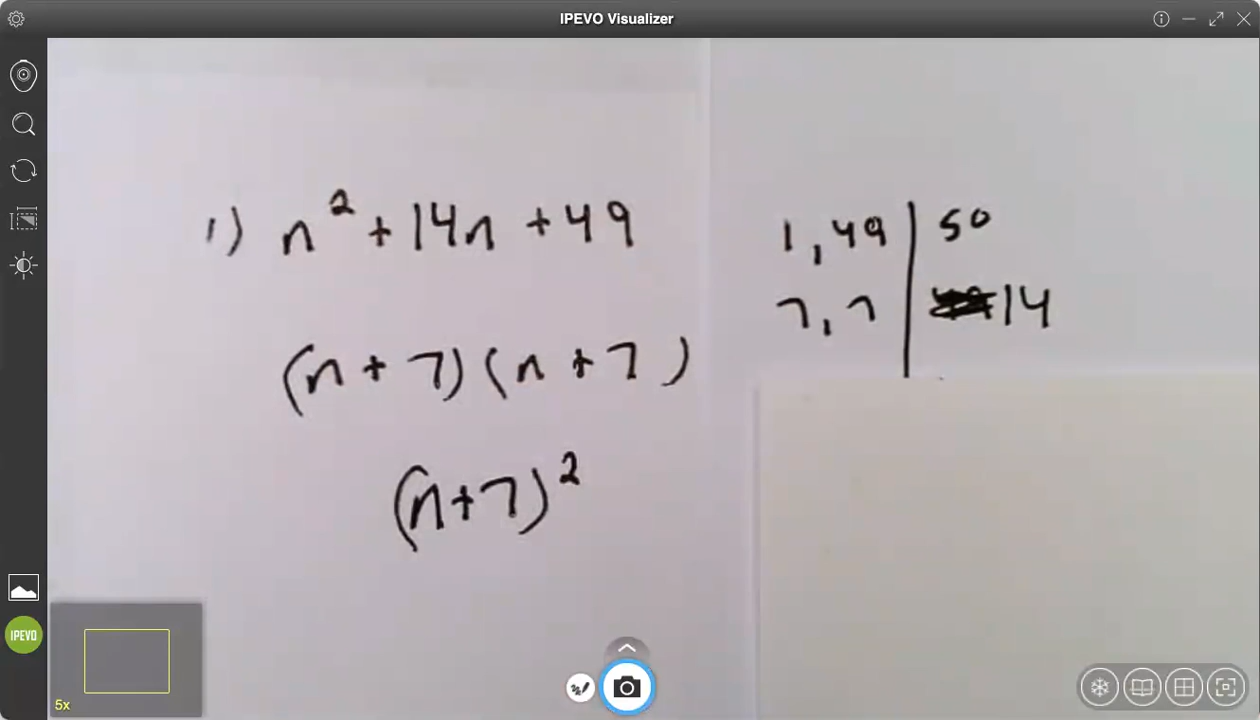 IPEVO Visualizer
1) n² + 14n + 49
(n + 7)(n + 7)
(n+7)²
1, 49 | 50
7, 7 | 14
IPEVO
5x